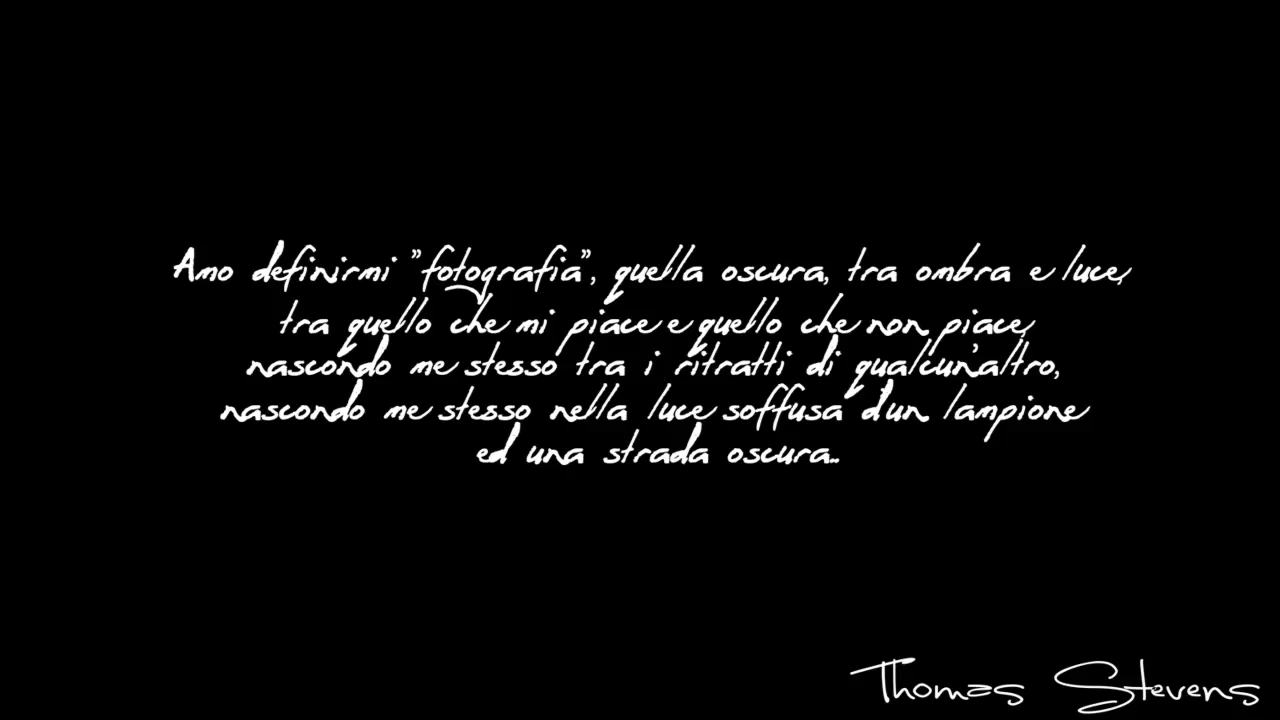 Amo definirmi "fotografia", quella oscura, tra ombra e luce,
tra quello che mi piace e quello che non piace,
nascondo me stesso tra i ritratti di qualcun'altro,
nascondo me stesso nella luce soffusa d'un lampione
ed una strada oscura..
Thomas Stevens